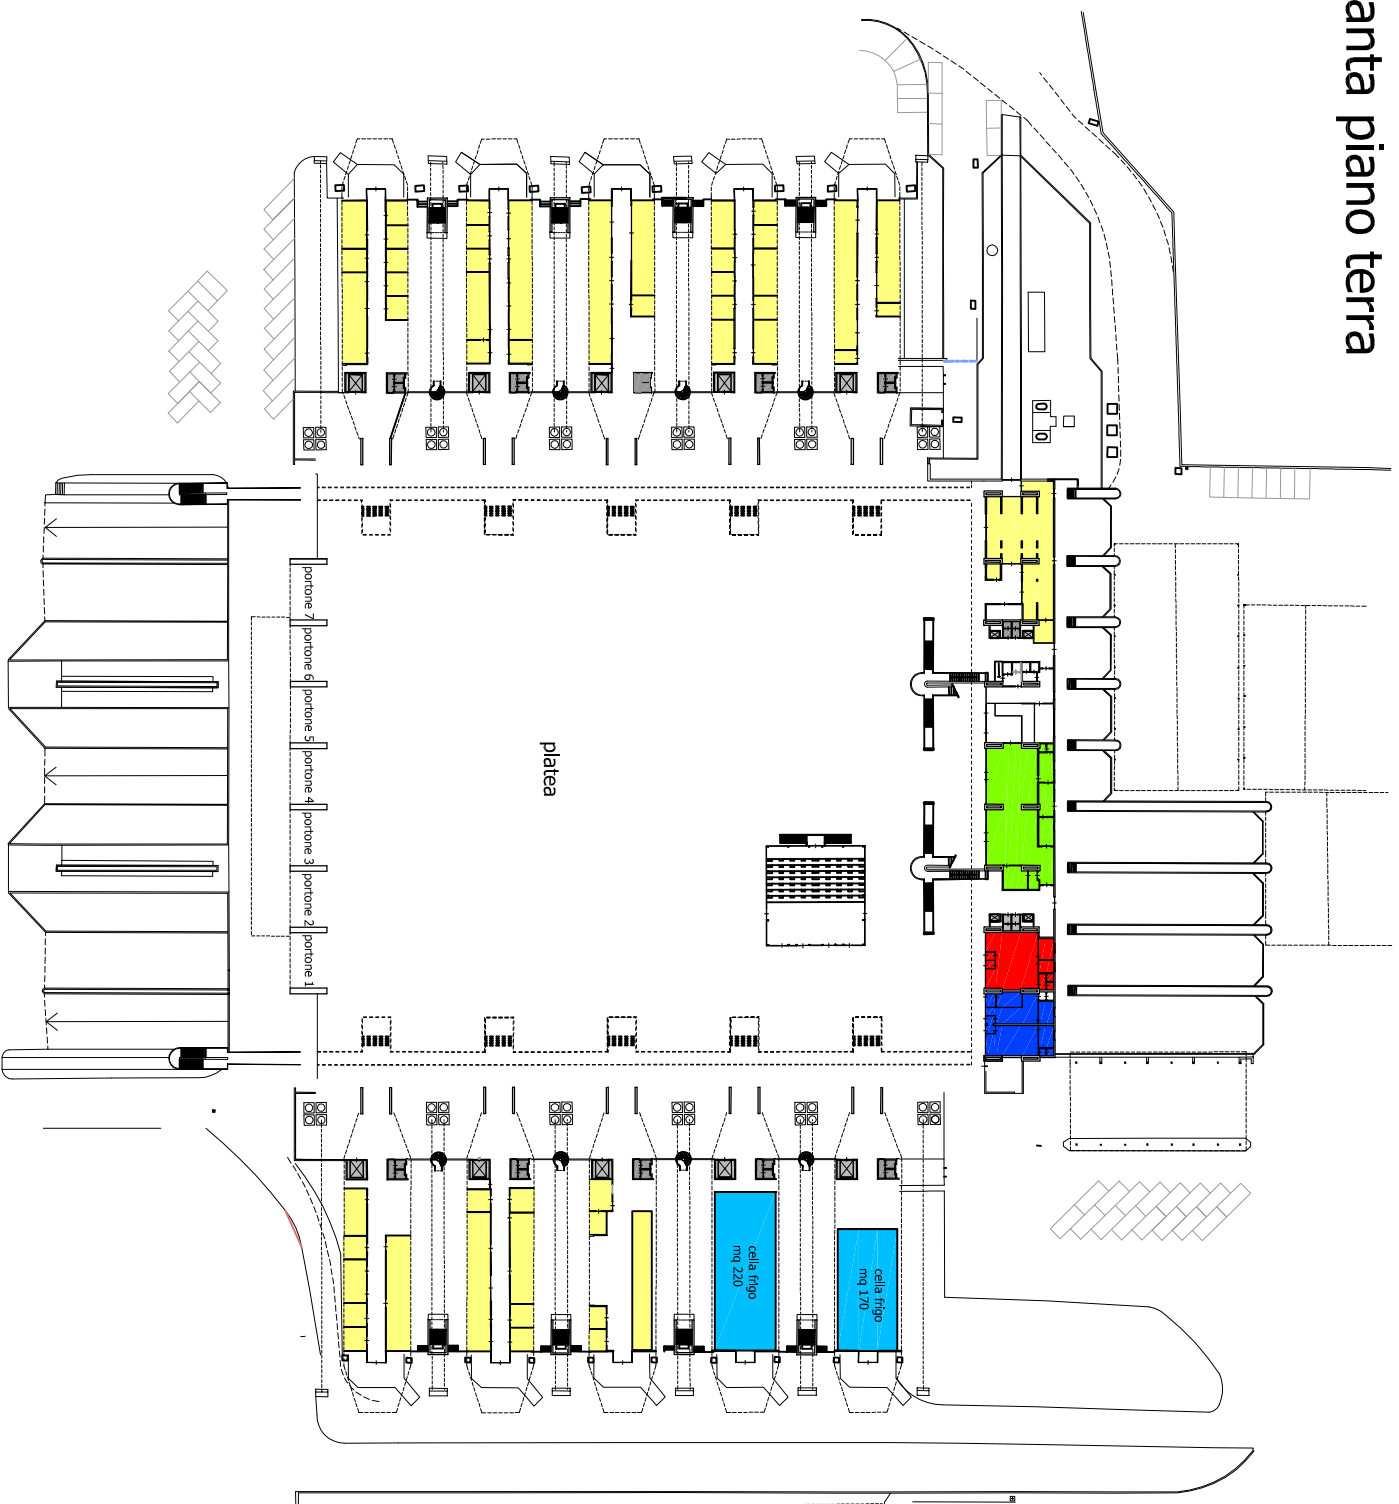 anta piano terra
portone 7
portone 6
portone 5
portone 4
portone 3
portone 2
portone 1
platea
cella frigo
mq 220
cella frigo
mq 170